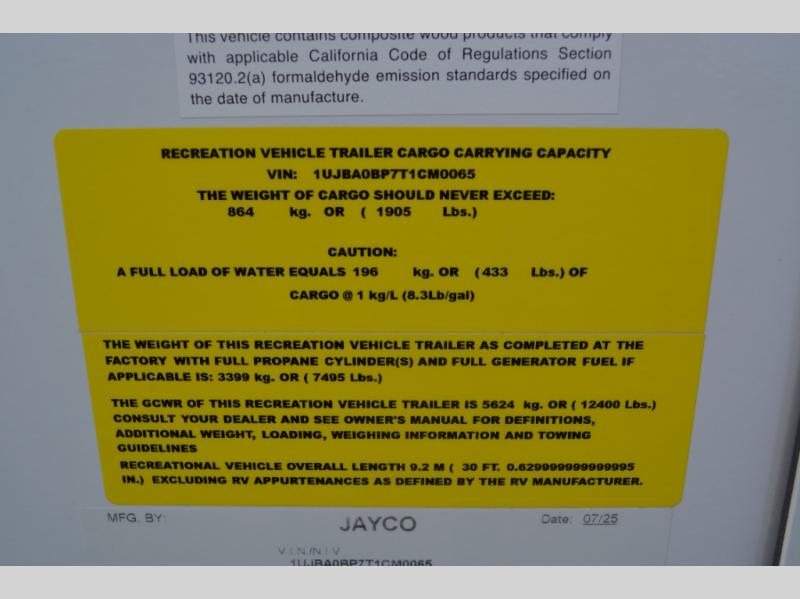 This vehicle contains composite wood products that comply
with applicable California Code of Regulations Section
93120.2(a) formaldehyde emission standards specified on
the date of manufacture.
RECREATION VEHICLE TRAILER CARGO CARRYING CAPACITY
VIN: 1UJBA0BP7T1CM0065
THE WEIGHT OF CARGO SHOULD NEVER EXCEED:
864 kg. OR ( 1905 Lbs.)
CAUTION:
A FULL LOAD OF WATER EQUALS 196 kg. OR (433 Lbs.) OF
CARGO @ 1 kg/L (8.3Lb/gal)
THE WEIGHT OF THIS RECREATION VEHICLE TRAILER AS COMPLETED AT THE
FACTORY WITH FULL PROPANE CYLINDER(S) AND FULL GENERATOR FUEL IF
APPLICABLE IS: 3399 kg. OR ( 7495 Lbs.)
THE GCWR OF THIS RECREATION VEHICLE TRAILER IS 5624 kg. OR ( 12400 Lbs.)
CONSULT YOUR DEALER AND SEE OWNER'S MANUAL FOR DEFINITIONS,
ADDITIONAL WEIGHT, LOADING, WEIGHING INFORMATION AND TOWING
GUIDELINES
RECREATIONAL VEHICLE OVERALL LENGTH 9.2 M ( 30 FT. 0.629999999999995
IN.) EXCLUDING RV APPURTENANCES AS DEFINED BY THE RV MANUFACTURER.
MFG. BY: JAYCO Date: 07/25
V.I.N./N.I.V
1UJBA0BP7T1CM0065